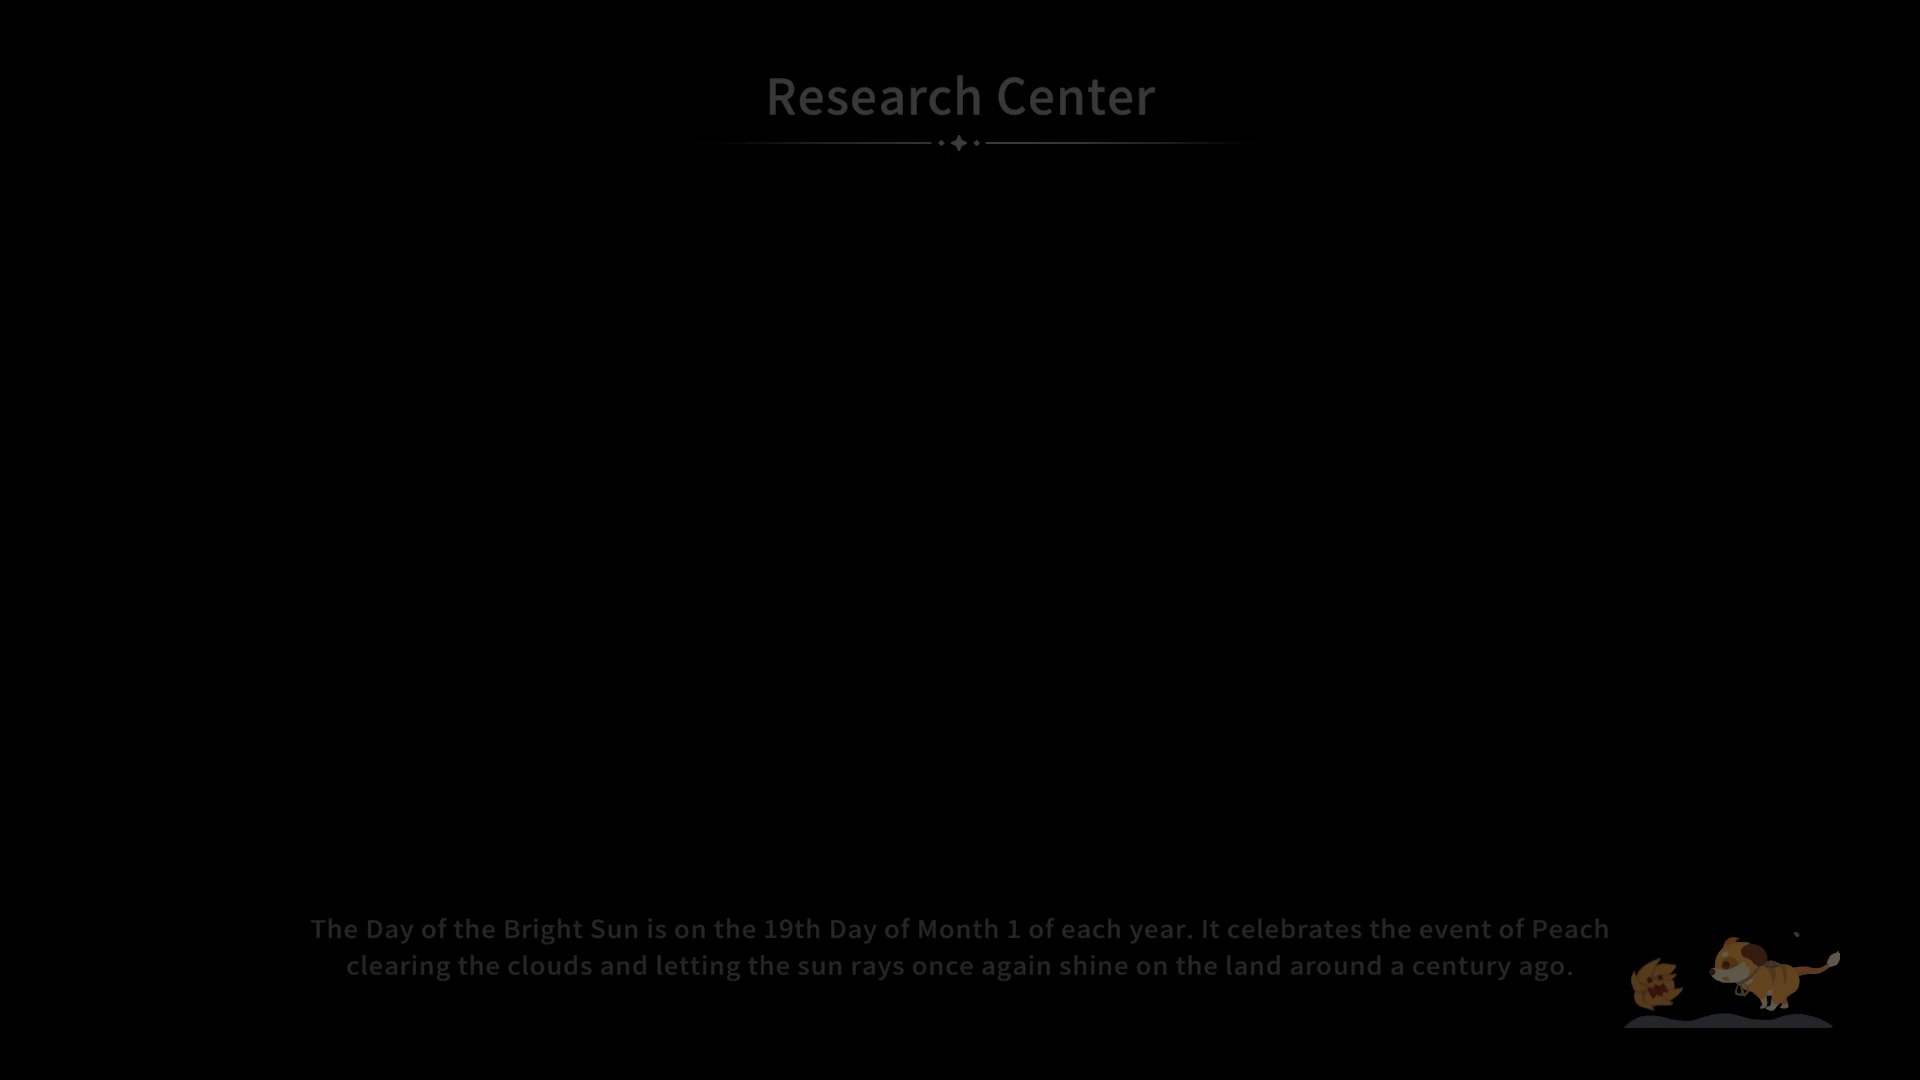 Research Center
The Day of the Bright Sun is on the 19th Day of Month 1 of each year. It celebrates the event of Peach
clearing the clouds and letting the sun rays once again shine on the land around a century ago.